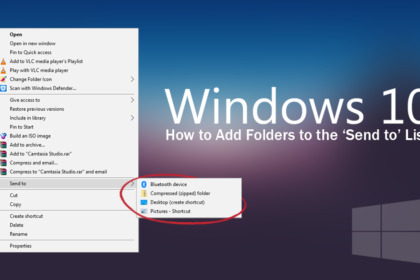 Open
Open in new window
Pin to Quick access
Add to VLC media player's Playlist
Play with VLC media player
Change Folder Icon
Scan with Windows Defender...
Give access to
Restore previous versions
Include in library
Pin to Start
Build an ISO image
Add to archive...
Add to "Camtasia Studio.rar"
Compress and email...
Compress to "Camtasia Studio.rar" and email
Send to
Cut
Copy
Create shortcut
Delete
Rename
Properties
Bluetooth device
Compressed (zipped) folder
Desktop (create shortcut)
Pictures - Shortcut
Windows 10
How to Add Folders to the 'Send to' Lis